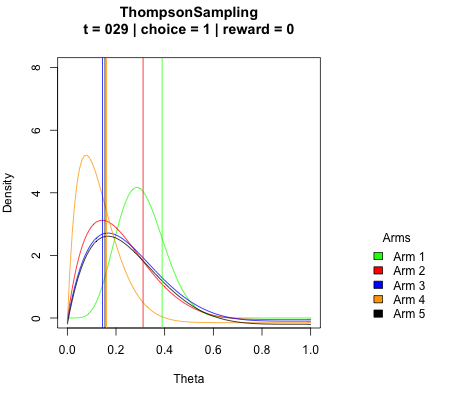 ThompsonSampling
t = 029 | choice = 1 | reward = 0
Density
0
2
4
6
8
0.0 0.2 0.4 0.6 0.8 1.0
Theta
Arms
Arm 1
Arm 2
Arm 3
Arm 4
Arm 5